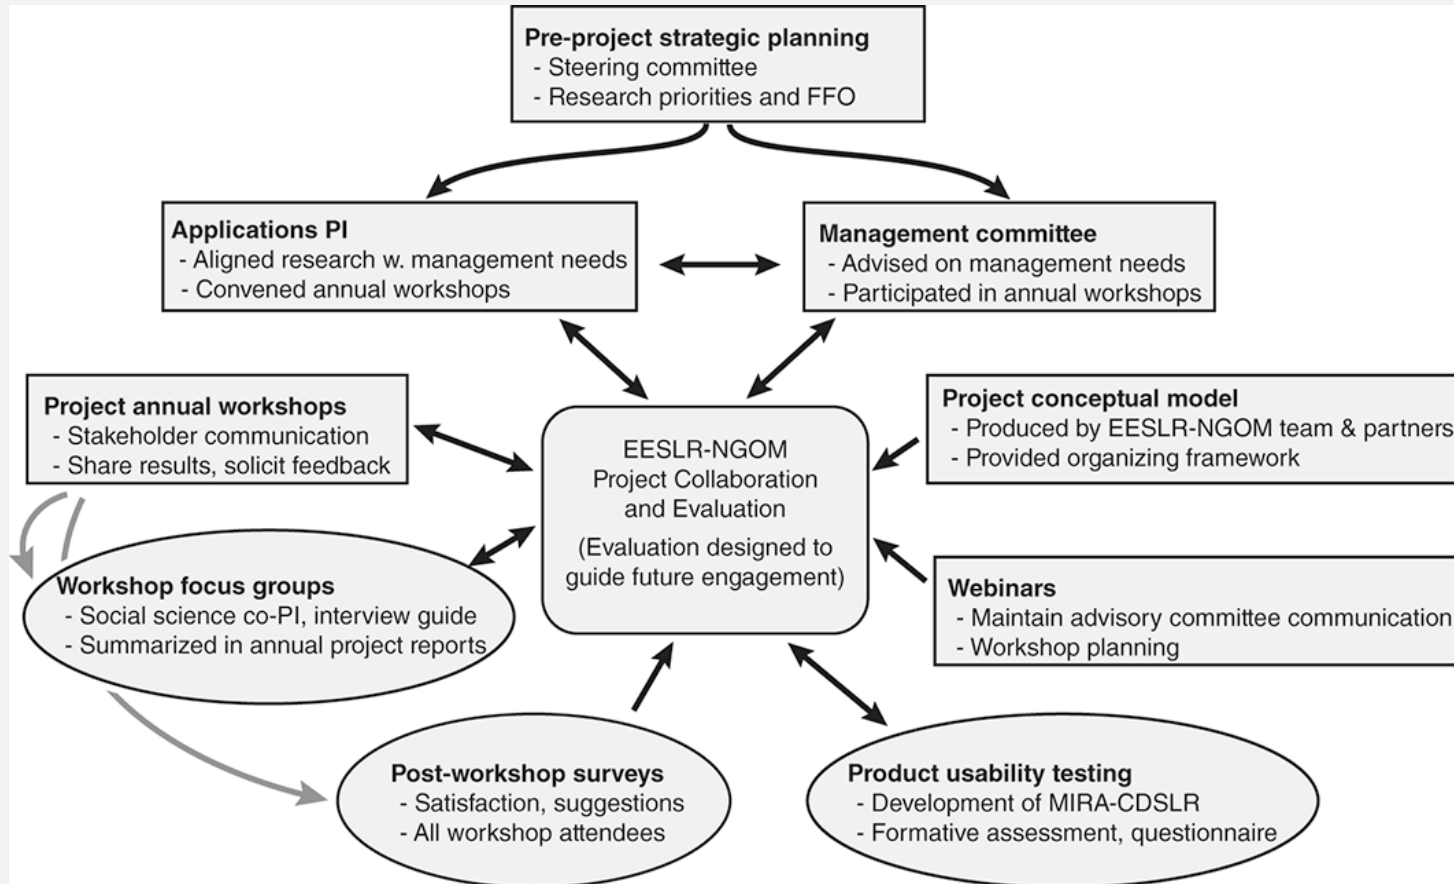 Pre-project strategic planning
- Steering committee
- Research priorities and FFO
Applications PI
- Aligned research w. management needs
- Convened annual workshops
Management committee
- Advised on management needs
- Participated in annual workshops
Project annual workshops
- Stakeholder communication
- Share results, solicit feedback
EESLR-NGOM
Project Collaboration
and Evaluation
(Evaluation designed to
guide future engagement)
Project conceptual model
- Produced by EESLR-NGOM team & partners
- Provided organizing framework
Workshop focus groups
- Social science co-PI, interview guide
- Summarized in annual project reports
Webinars
- Maintain advisory committee communication
- Workshop planning
Post-workshop surveys
- Satisfaction, suggestions
- All workshop attendees
Product usability testing
- Development of MIRA-CDSLR
- Formative assessment, questionnaire